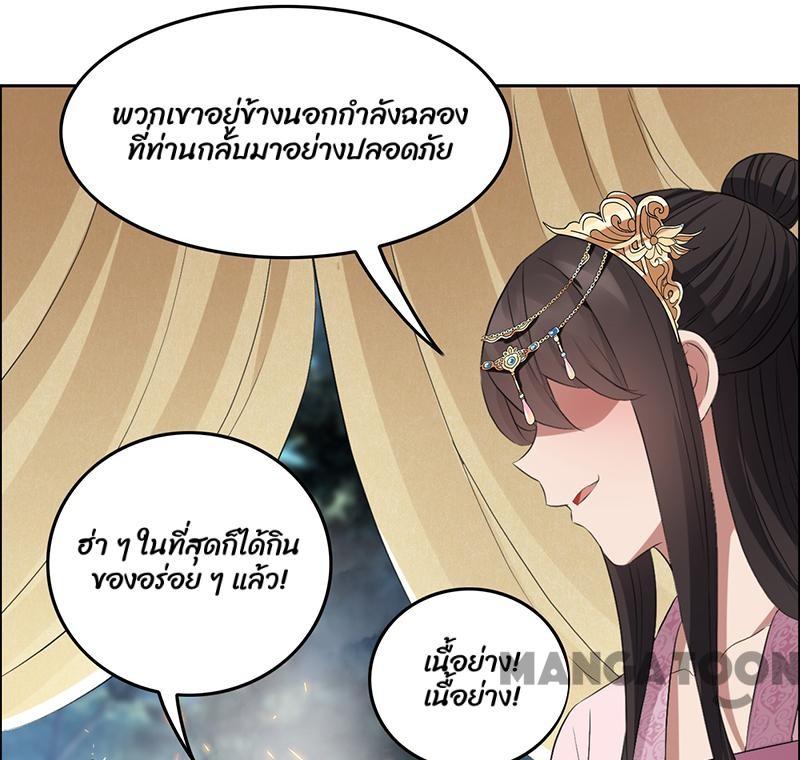 พวกเขาอยู่ข้างนอกกำลังฉลอง
ที่ท่านกลับมาอย่างปลอดภัย
ฮ่า ๆ ในที่สุดก็ได้กิน
ของอร่อย ๆ แล้ว!
เนื้อย่าง!
เนื้อย่าง!
MANGATOON